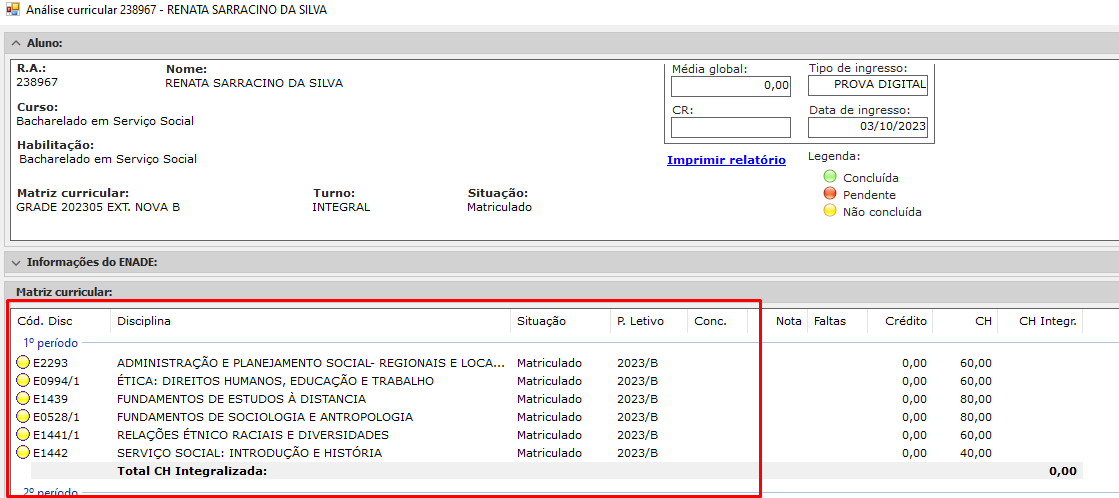 Análise curricular 238967 - RENATA SARRACINO DA SILVA
Aluno:
R.A.: Nome:
238967 RENATA SARRACINO DA SILVA
Curso:
Bacharelado em Serviço Social
Habilitação:
Bacharelado em Serviço Social
Matriz curricular: Turno: Situação:
GRADE 202305 EXT. NOVA B INTEGRAL Matriculado
Média global: Tipo de ingresso:
0,00 PROVA DIGITAL
CR: Data de ingresso:
03/10/2023
Imprimir relatório Legenda:
Concluída
Pendente
Não concluída
Informações do ENADE:
Matriz curricular:
Cód. Disc Disciplina Situação P. Letivo Conc. Nota Faltas Crédito CH CH Integr.
1º período
E2293 ADMINISTRAÇÃO E PLANEJAMENTO SOCIAL- REGIONAIS E LOCA... Matriculado 2023/B 0,00 60,00
E0994/1 ÉTICA: DIREITOS HUMANOS, EDUCAÇÃO E TRABALHO Matriculado 2023/B 0,00 60,00
E1439 FUNDAMENTOS DE ESTUDOS À DISTANCIA Matriculado 2023/B 0,00 80,00
E0528/1 FUNDAMENTOS DE SOCIOLOGIA E ANTROPOLOGIA Matriculado 2023/B 0,00 80,00
E1441/1 RELAÇÕES ÉTNICO RACIAIS E DIVERSIDADES Matriculado 2023/B 0,00 60,00
E1442 SERVIÇO SOCIAL: INTRODUÇÃO E HISTÓRIA Matriculado 2023/B 0,00 40,00
Total CH Integralizada: 0,00
2º período